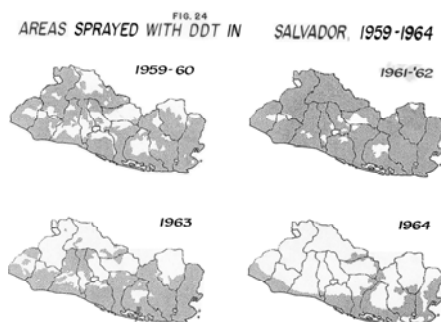 FIG. 24
AREAS SPRAYED WITH DDT IN SALVADOR, 1959-1964
1959-60
1961-'62
1963
1964